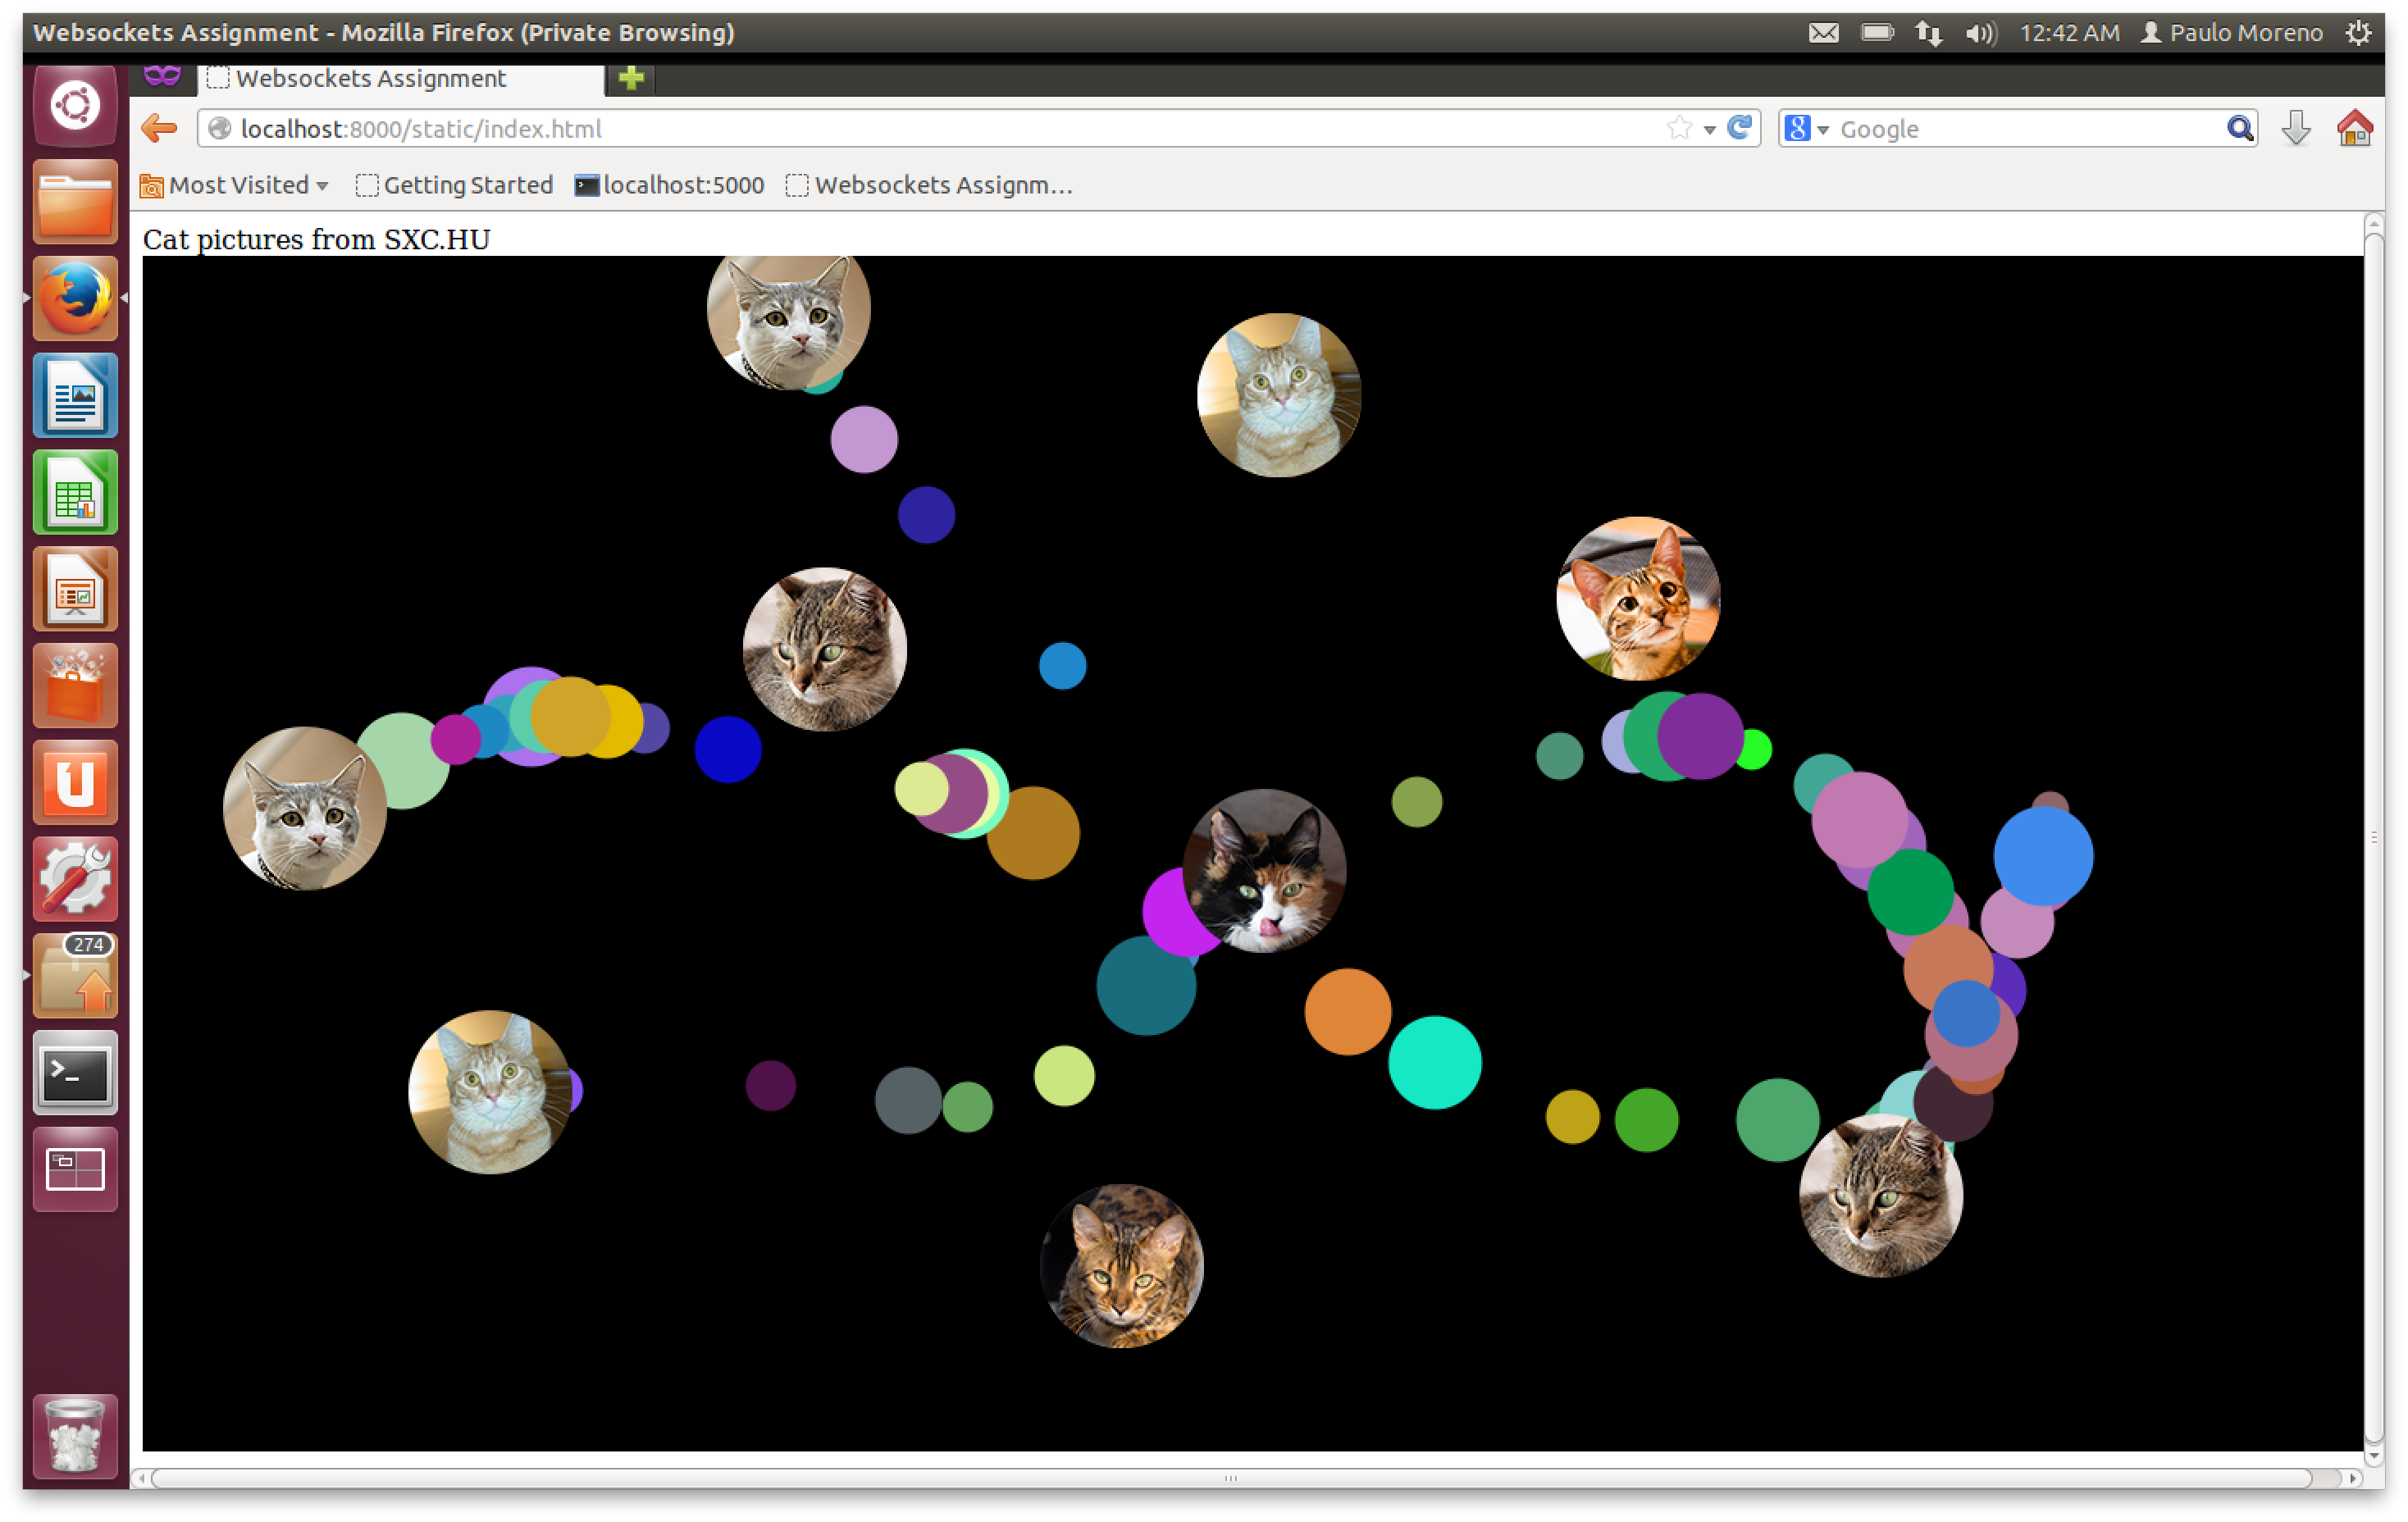 Websockets Assignment - Mozilla Firefox (Private Browsing)
12:42 AM Paulo Moreno
Websockets Assignment
localhost:8000/static/index.html
Google
Most Visited Getting Started localhost:5000 Websockets Assignm...
Cat pictures from SXC.HU
274